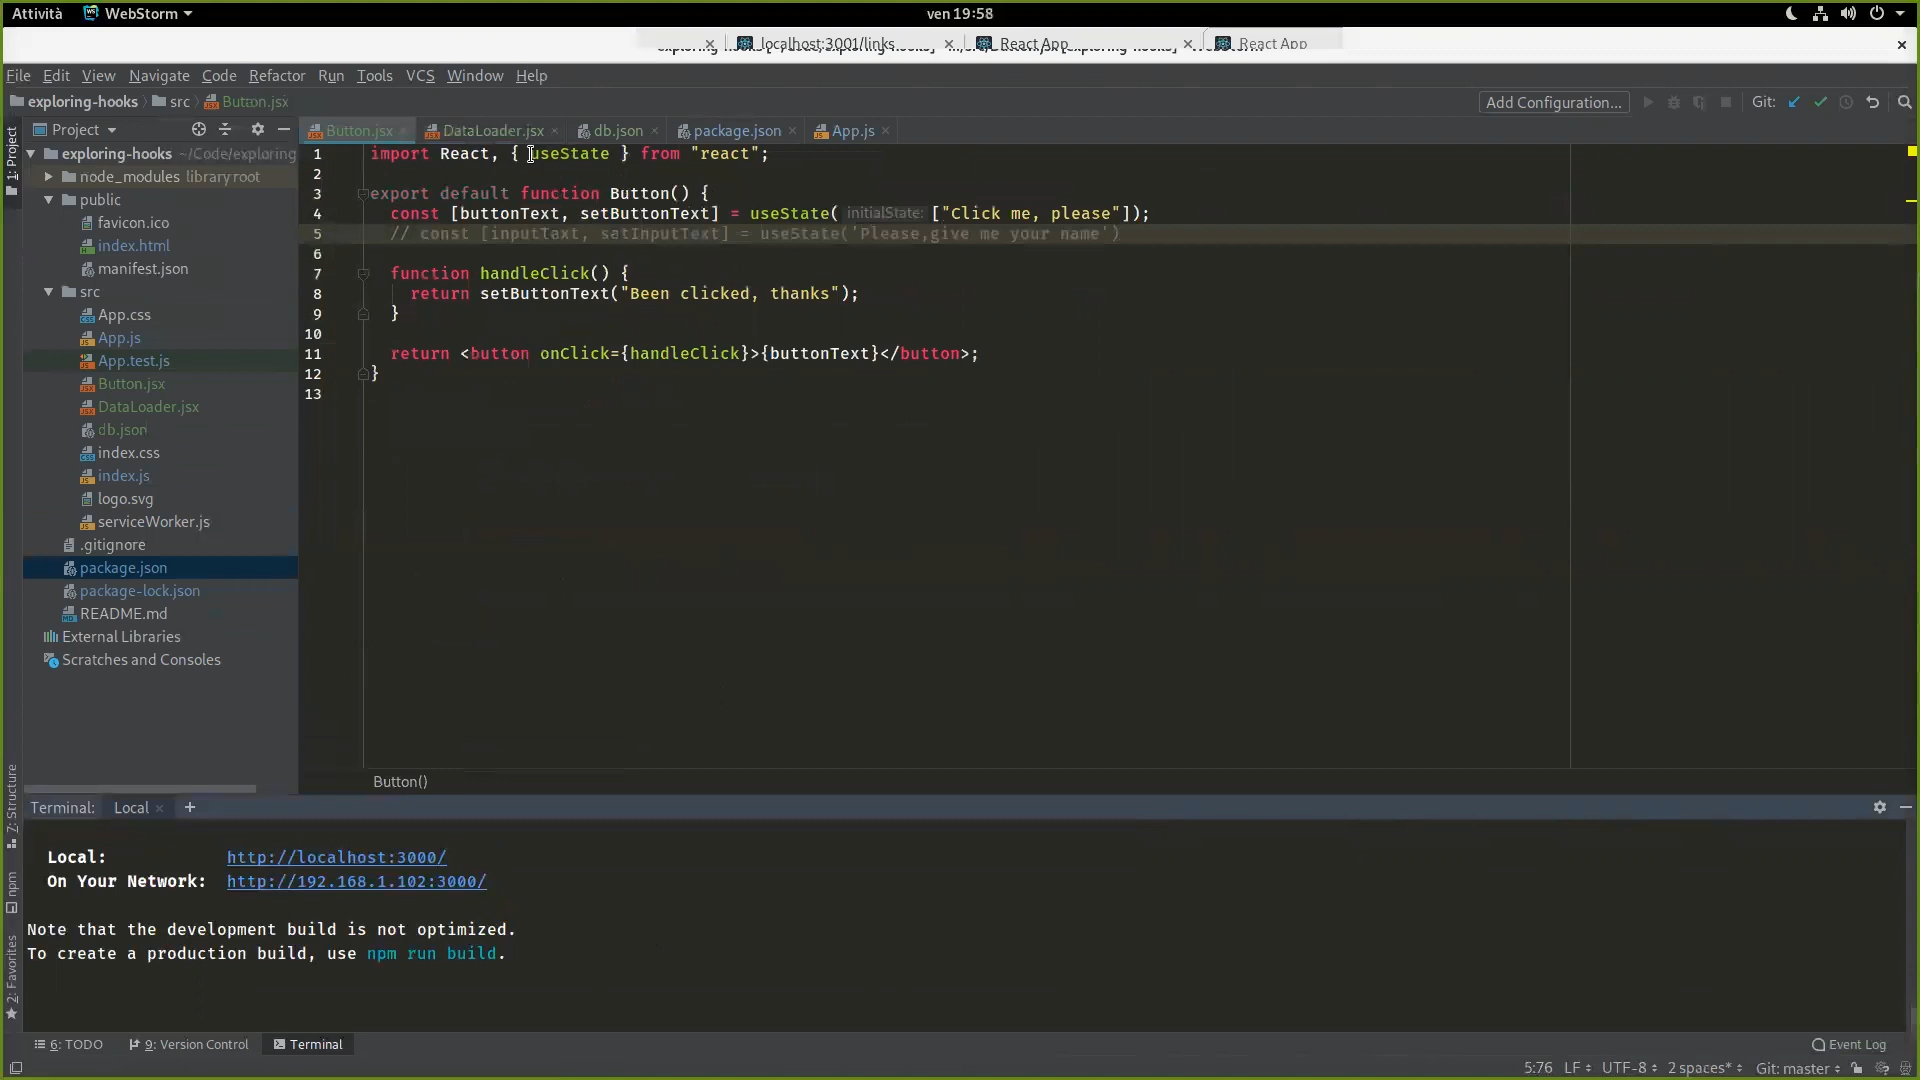 Attività WebStorm ven 19:58
localhost:3001/links React App React App
File Edit View Navigate Code Refactor Run Tools VCS Window Help
exploring-hooks src Button.jsx Add Configuration... Git:
1: Project Project Button.jsx DataLoader.jsx db.json package.json App.js
exploring-hooks ~/Code/exploring
node_modules library root
public
favicon.ico
index.html
manifest.json
src
App.css
App.js
App.test.js
Button.jsx
DataLoader.jsx
db.json
index.css
index.js
logo.svg
serviceWorker.js
.gitignore
package.json
package-lock.json
README.md
External Libraries
Scratches and Consoles
1 import React, { useState } from "react";
2
3 export default function Button() {
4 const [buttonText, setButtonText] = useState( initialState: ["Click me, please"]);
5 // const [inputText, setInputText] = useState('Please,give me your name')
6
7 function handleClick() {
8 return setButtonText("Been clicked, thanks");
9 }
10
11 return <button onClick={handleClick}>{buttonText}</button>;
12 }
13
Button()
7: Structure
npm
2: Favorites
Terminal: Local +
Local: http://localhost:3000/
On Your Network: http://192.168.1.102:3000/
Note that the development build is not optimized.
To create a production build, use npm run build.
6: TODO 9: Version Control Terminal Event Log
5:76 LF UTF-8 2 spaces* Git: master